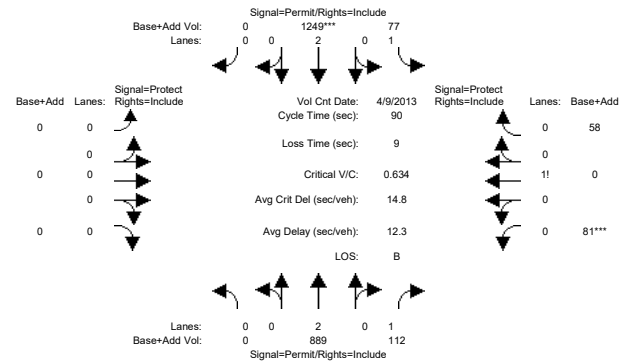 Signal=Permit/Rights=Include
Base+Add Vol: 0 1249*** 77
Lanes: 0 0 2 0 1
Signal=Protect Signal=Protect
Base+Add Lanes: Rights=Include Vol Cnt Date: 4/9/2013 Rights=Include Lanes: Base+Add
Cycle Time (sec): 90
0 0 0 58
Loss Time (sec): 9
0 0
Critical V/C: 0.634
0 0 1! 0
Avg Crit Del (sec/veh): 14.8
0 0
Avg Delay (sec/veh): 12.3
0 0 0 81***
LOS: B
Lanes: 0 0 2 0 1
Base+Add Vol: 0 889 112
Signal=Permit/Rights=Include